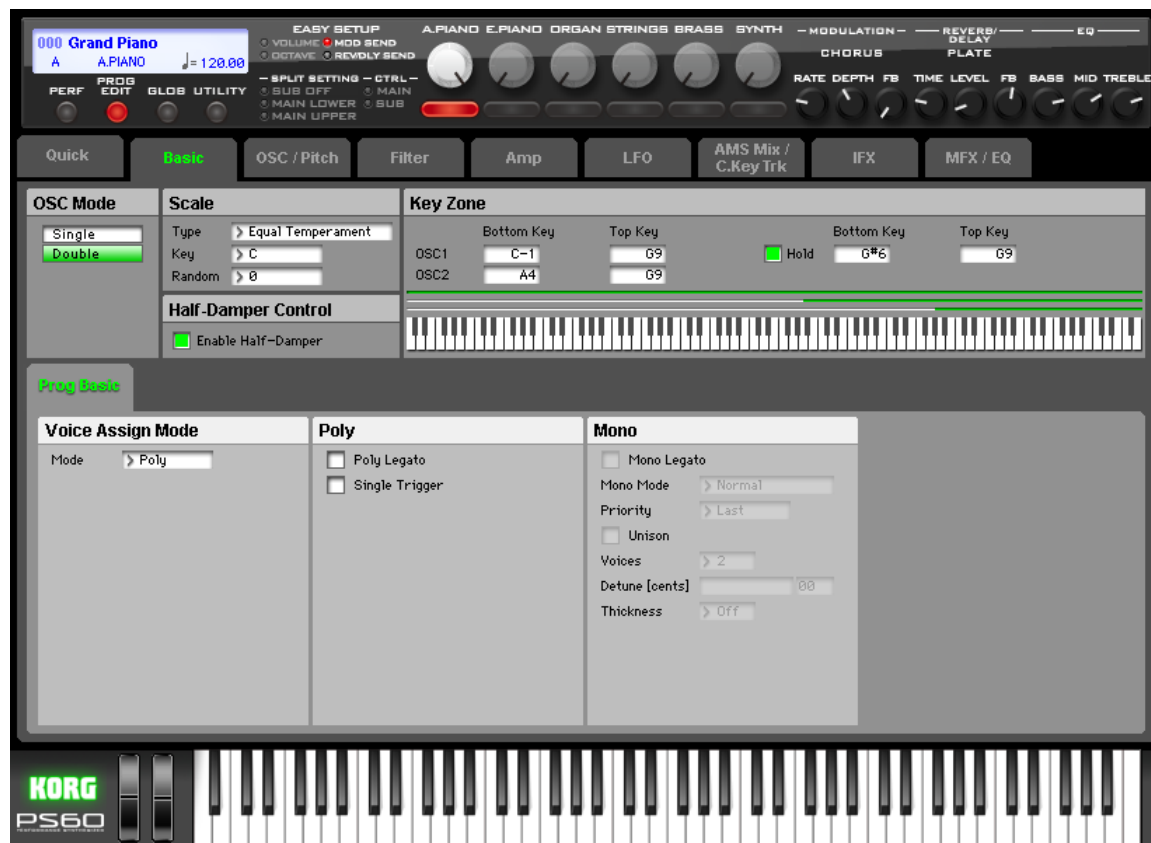 000 Grand Piano
A A.PIANO ♩= 120.00
EASY SETUP
VOLUME MOD SEND
OCTAVE REV/DLY SEND
SPLIT SETTING CTRL
SUB OFF MAIN
MAIN LOWER SUB
MAIN UPPER
PERF PROG EDIT GLOB UTILITY
A.PIANO E.PIANO ORGAN STRINGS BRASS SYNTH
MODULATION REVERB/DELAY EQ
CHORUS PLATE
RATE DEPTH FB TIME LEVEL FB BASS MID TREBLE
Quick Basic OSC / Pitch Filter Amp LFO AMS Mix / C.Key Trk IFX MFX / EQ
OSC Mode
Single
Double
Scale
Type Equal Temperament
Key C
Random 0
Half-Damper Control
Enable Half-Damper
Key Zone
Bottom Key Top Key Bottom Key Top Key
OSC1 C-1 G9 Hold G#6 G9
OSC2 A4 G9
Prog Basic
Voice Assign Mode
Mode Poly
Poly
Poly Legato
Single Trigger
Mono
Mono Legato
Mono Mode Normal
Priority Last
Unison
Voices 2
Detune [cents] 00
Thickness Off
KORG
PS60
PERFORMANCE SYNTHESIZER